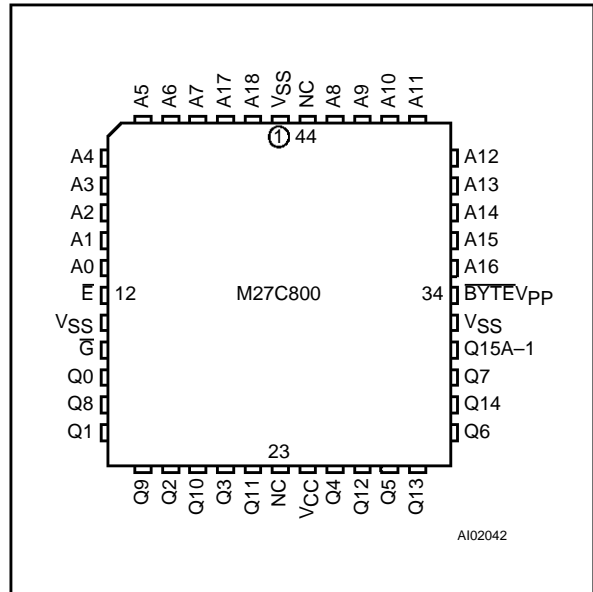 A5 A6 A7 A17 A18 VSS NC A8 A9 A10 A11
1 44
A4 A12
A3 A13
A2 A14
A1 A15
A0 A16
E 12 M27C800 34 BYTEVPP
VSS VSS
G Q15A–1
Q0 Q7
Q8 Q14
Q1 Q6
23
Q9 Q2 Q10 Q3 Q11 NC VCC Q4 Q12 Q5 Q13
AI02042